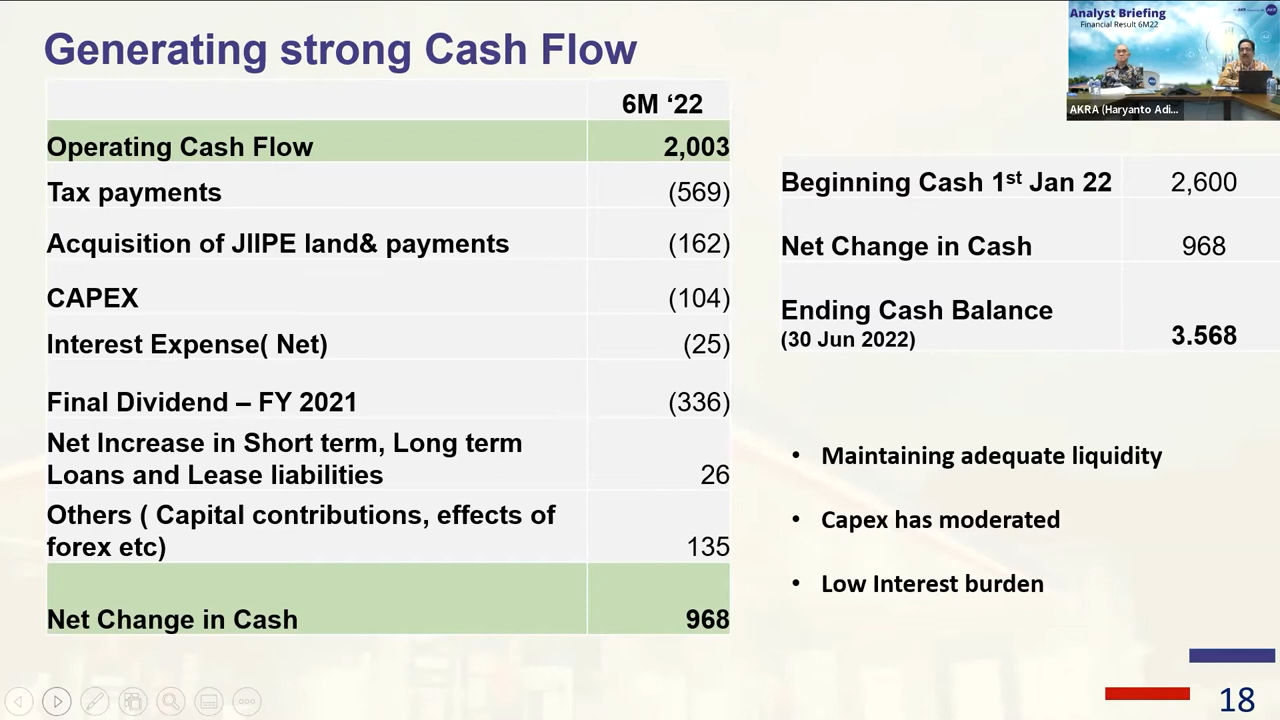 Generating strong Cash Flow
Analyst Briefing
Financial Result 6M22
AKRA (Haryanto Adi...
6M ‘22
Operating Cash Flow 2,003
Tax payments (569)
Acquisition of JIIPE land& payments (162)
CAPEX (104)
Interest Expense( Net) (25)
Final Dividend – FY 2021 (336)
Net Increase in Short term, Long term
Loans and Lease liabilities 26
Others ( Capital contributions, effects of
forex etc) 135
Net Change in Cash 968
Beginning Cash 1st Jan 22 2,600
Net Change in Cash 968
Ending Cash Balance
(30 Jun 2022) 3.568
• Maintaining adequate liquidity
• Capex has moderated
• Low Interest burden
18